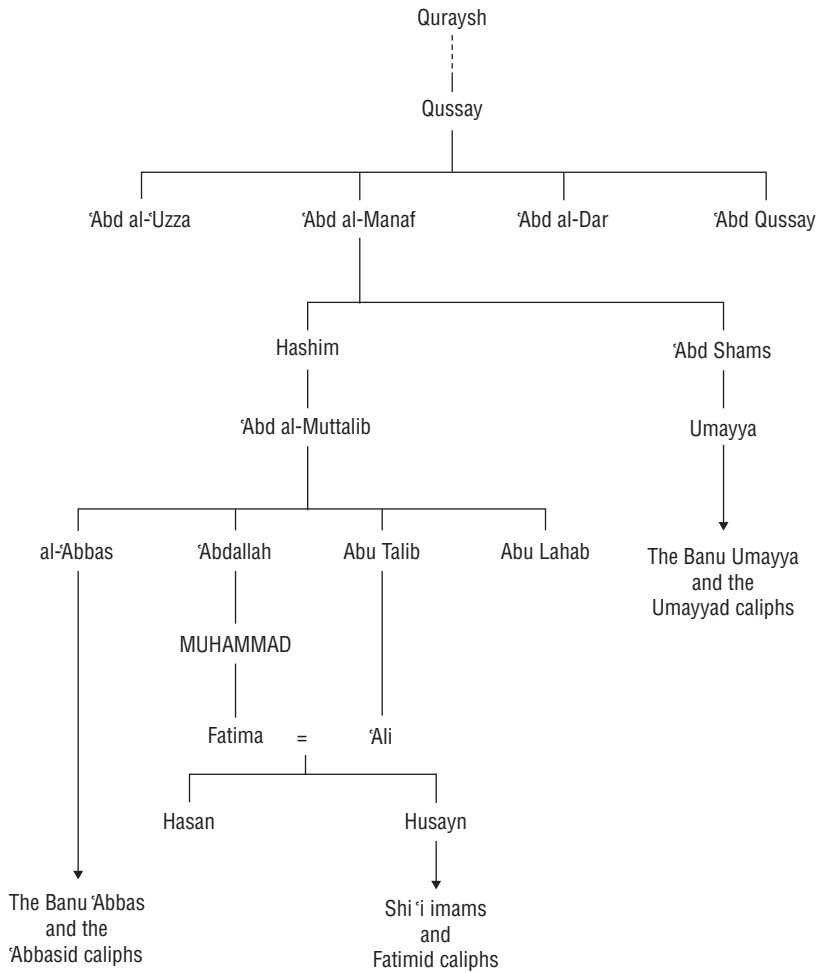 Quraysh
Qussay
ʿAbd al-ʿUzza
ʿAbd al-Manaf
ʿAbd al-Dar
ʿAbd Qussay
Hashim
ʿAbd Shams
ʿAbd al-Muttalib
Umayya
al-ʿAbbas
ʿAbdallah
Abu Talib
Abu Lahab
The Banu Umayya
and the
Umayyad caliphs
MUHAMMAD
Fatima = ʿAli
Hasan
Husayn
The Banu ʿAbbas
and the
ʿAbbasid caliphs
Shiʿi imams
and
Fatimid caliphs